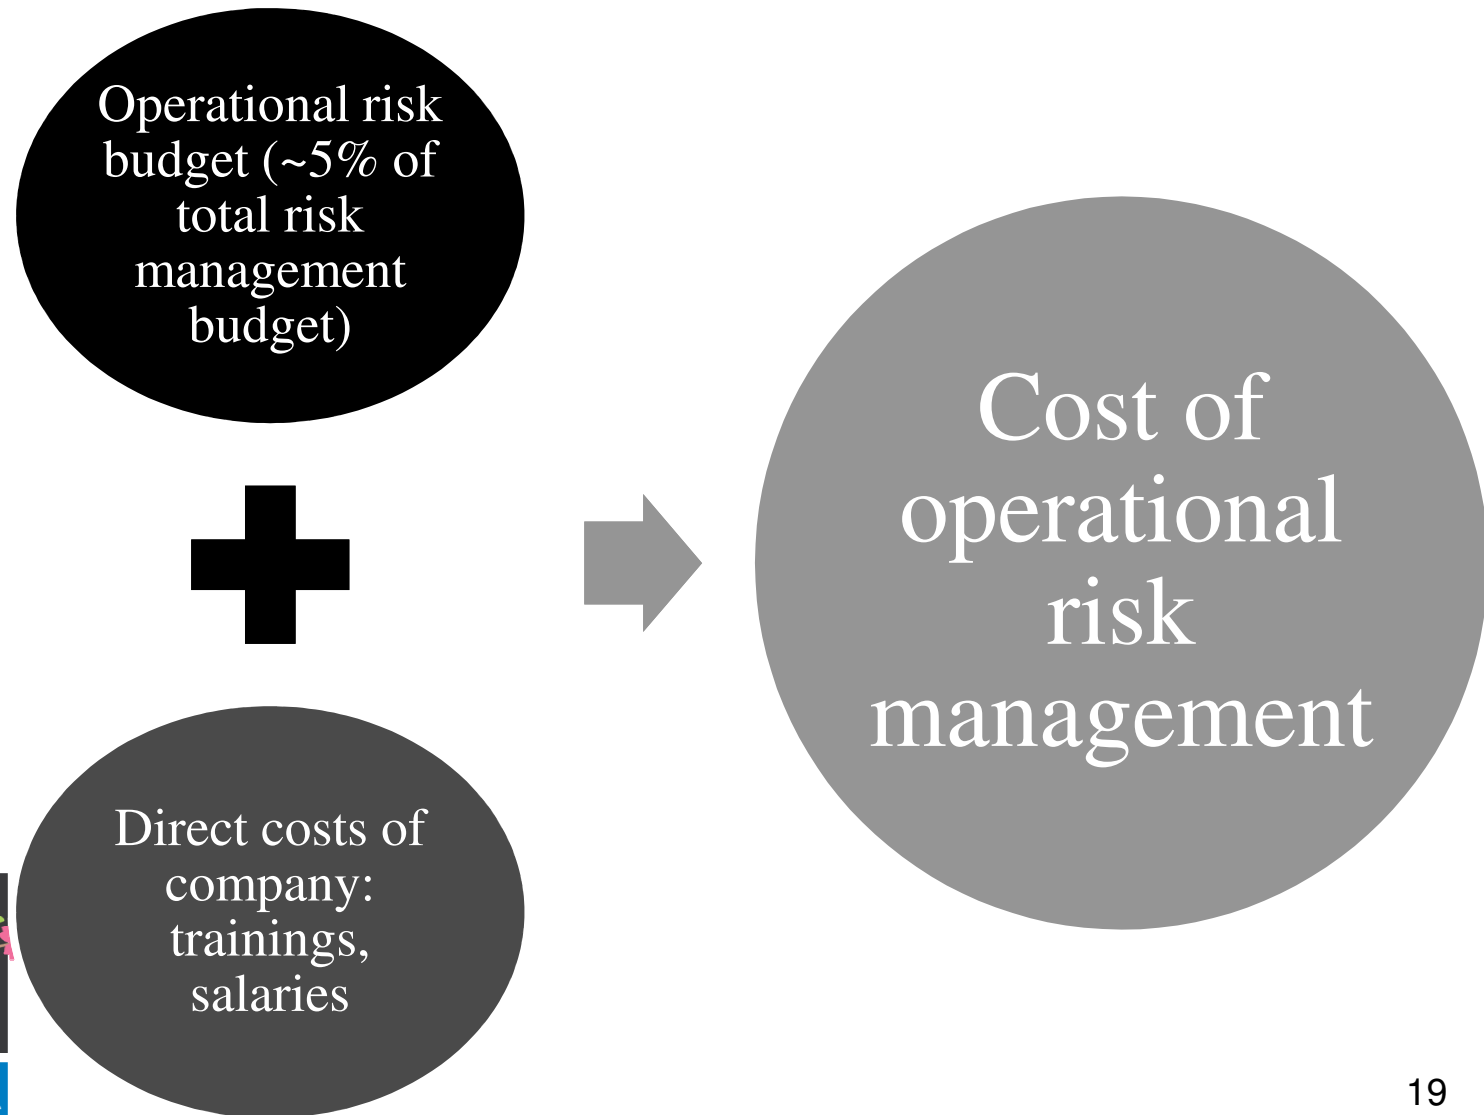 Operational risk
budget (~5% of
total risk
management
budget)
Direct costs of
company:
trainings,
salaries
Cost of
operational
risk
management
19